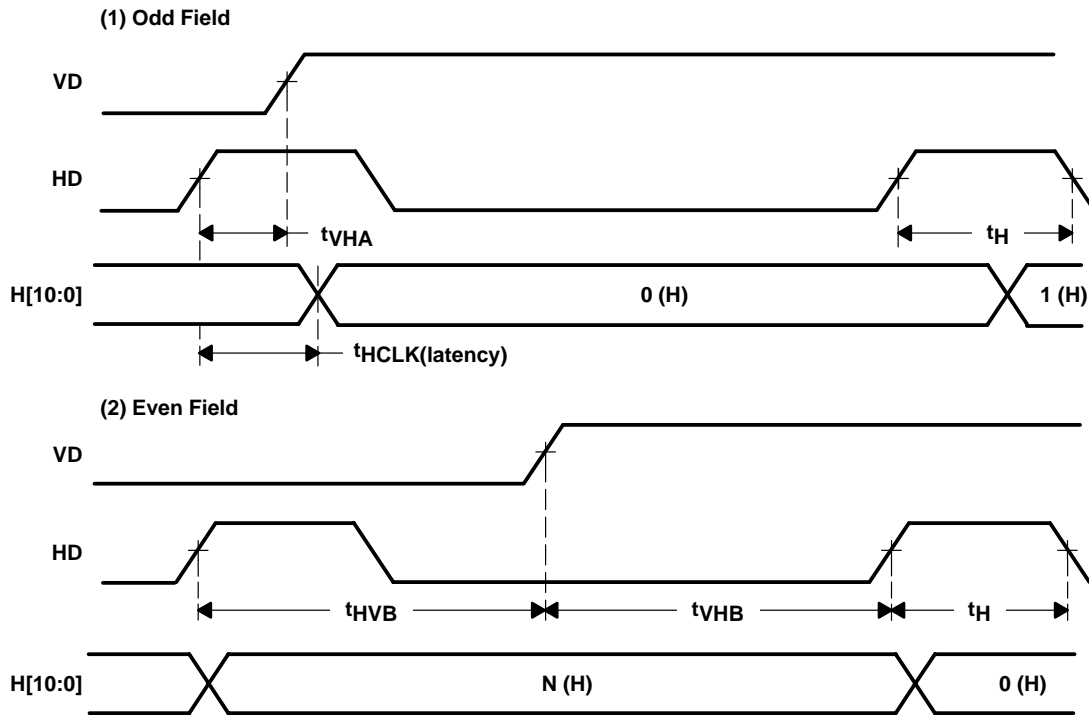 (1) Odd Field
VD
HD
tVHA
tH
H[10:0]
0 (H)
1 (H)
tHCLK(latency)
(2) Even Field
VD
HD
tHVB
tVHB
tH
H[10:0]
N (H)
0 (H)